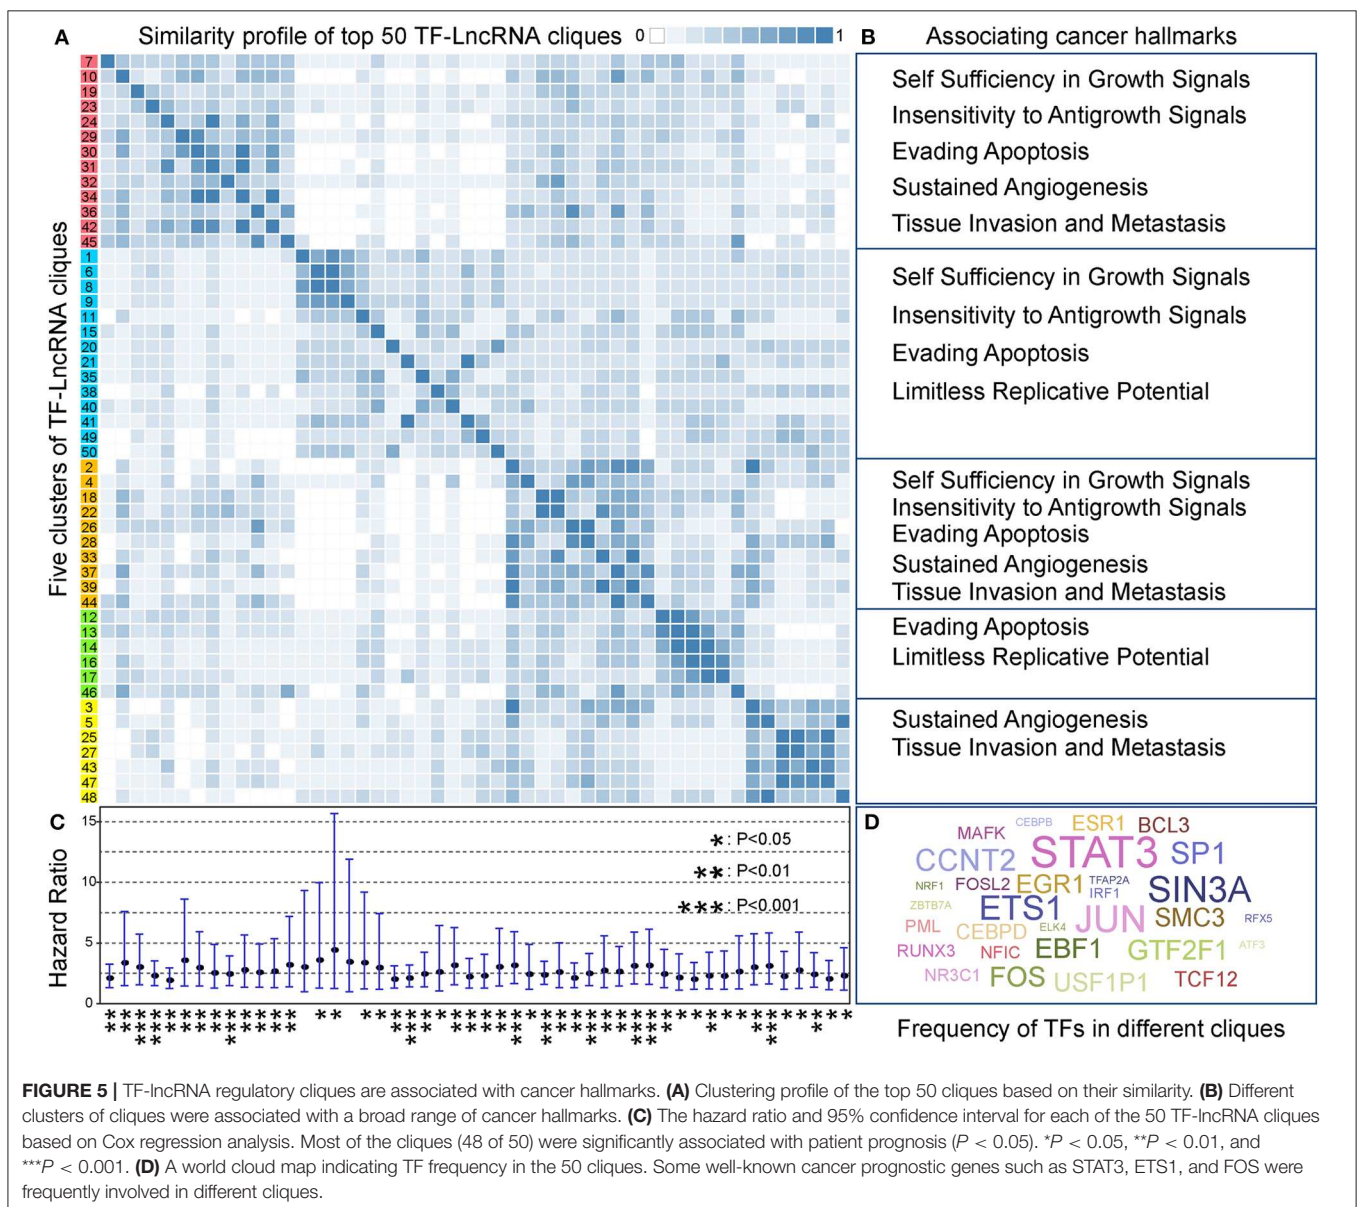 A
Similarity profile of top 50 TF-LncRNA cliques
0
1
B
Associating cancer hallmarks
Five clusters of TF-LncRNA cliques
7
10
19
23
24
29
30
31
32
34
36
42
45
1
6
8
9
11
15
20
21
35
38
40
41
49
50
2
4
18
22
26
28
33
37
39
44
12
13
14
16
17
46
3
5
25
27
43
47
48
Self Sufficiency in Growth Signals
Insensitivity to Antigrowth Signals
Evading Apoptosis
Sustained Angiogenesis
Tissue Invasion and Metastasis
Self Sufficiency in Growth Signals
Insensitivity to Antigrowth Signals
Evading Apoptosis
Limitless Replicative Potential
Self Sufficiency in Growth Signals
Insensitivity to Antigrowth Signals
Evading Apoptosis
Sustained Angiogenesis
Tissue Invasion and Metastasis
Evading Apoptosis
Limitless Replicative Potential
Sustained Angiogenesis
Tissue Invasion and Metastasis
C
Hazard Ratio
15
10
5
0
*: P<0.05
**: P<0.01
***: P<0.001
D
CEBPB ESR1 BCL3
MAFK
CCNT2 STAT3 SP1
NRF1 FOSL2 EGR1 TFAP2A IRF1 SIN3A
ZBTB7A ETS1 JUN SMC3 RFX5
PML CEBPD ELK4
RUNX3 NFIC EBF1 GTF2F1 ATF3
NR3C1 FOS USF1P1 TCF12
Frequency of TFs in different cliques
FIGURE 5 | TF-lncRNA regulatory cliques are associated with cancer hallmarks. (A) Clustering profile of the top 50 cliques based on their similarity. (B) Different
clusters of cliques were associated with a broad range of cancer hallmarks. (C) The hazard ratio and 95% confidence interval for each of the 50 TF-lncRNA cliques
based on Cox regression analysis. Most of the cliques (48 of 50) were significantly associated with patient prognosis (P < 0.05). *P < 0.05, **P < 0.01, and
***P < 0.001. (D) A world cloud map indicating TF frequency in the 50 cliques. Some well-known cancer prognostic genes such as STAT3, ETS1, and FOS were
frequently involved in different cliques.